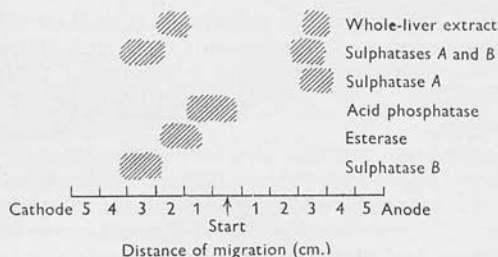 Whole-liver extract
Sulphatases A and B
Sulphatase A
Acid phosphatase
Esterase
Sulphatase B
Cathode 5 4 3 2 1 1 2 3 4 5 Anode
Start
Distance of migration (cm.)